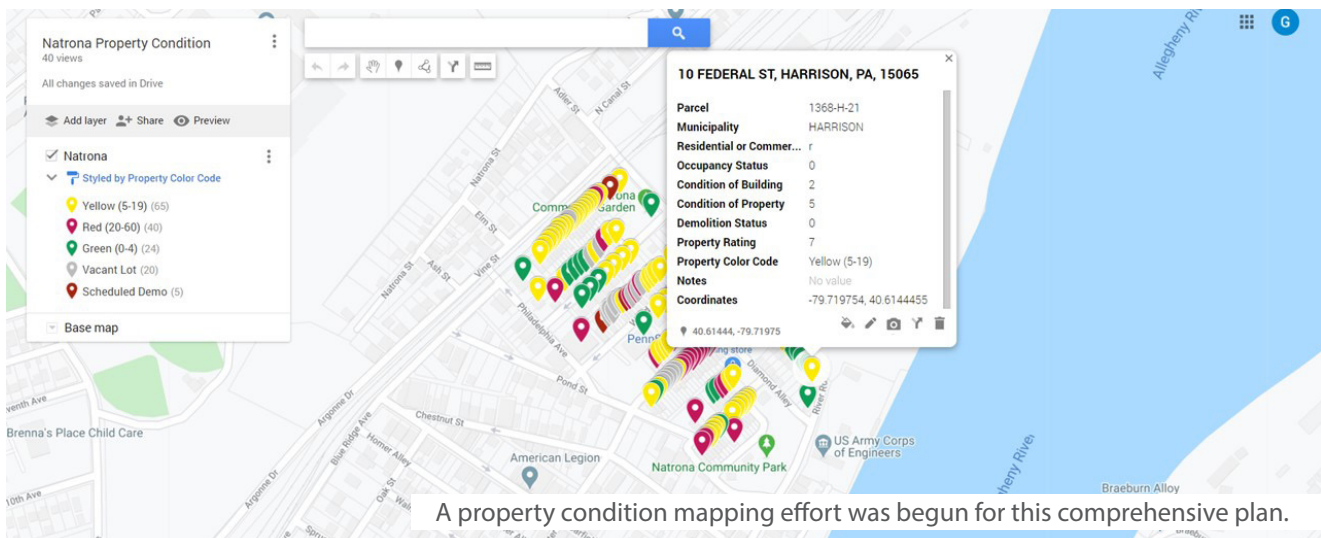 Natrona Property Condition
40 views
All changes saved in Drive
Add layer Share Preview
Natrona
Styled by Property Color Code
Yellow (5-19) (65)
Red (20-60) (40)
Green (0-4) (24)
Vacant Lot (20)
Scheduled Demo (5)
Base map
G
10 FEDERAL ST, HARRISON, PA, 15065
Parcel 1368-H-21
Municipality HARRISON
Residential or Commer... r
Occupancy Status 0
Condition of Building 2
Condition of Property 5
Demolition Status 0
Property Rating 7
Property Color Code Yellow (5-19)
Notes No value
Coordinates -79.719754, 40.6144455
40.61444, -79.71975
Adler St
N Canal St
Natrona St
Elm St
Ash St
Vine St
Natrona St
Garden
Philadelphia Ave
Pond St
Diamond Alley
Argonne Dr
Blue Ridge Ave
Chestnut St
Homer Alley
Oak St
Argonne Dr
10th Ave
Brenna's Place Child Care
American Legion
Natrona Community Park
US Army Corps
of Engineers
Allegheny River
Braeburn Alloy
A property condition mapping effort was begun for this comprehensive plan.